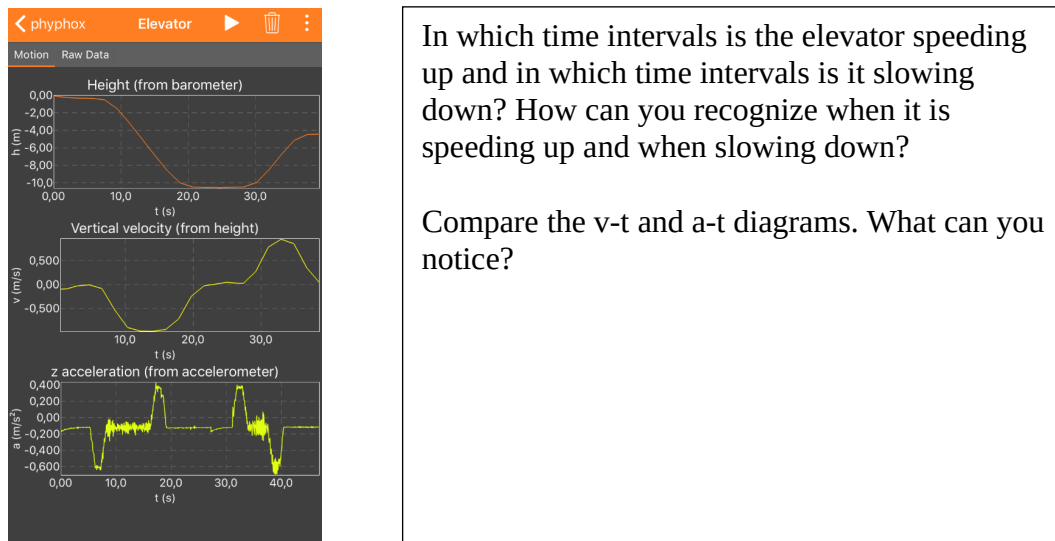 phyphox Elevator
Motion Raw Data
Height (from barometer)
0,00
-2,00
-4,00
-6,00
-8,00
-10,0
h (m)
0,00 10,0 20,0 30,0
t (s)
Vertical velocity (from height)
0,500
0,00
-0,500
v (m/s)
10,0 20,0 30,0
t (s)
z acceleration (from accelerometer)
0,400
0,200
0,00
-0,200
-0,400
-0,600
a (m/s²)
0,00 10,0 20,0 30,0 40,0
t (s)
In which time intervals is the elevator speeding
up and in which time intervals is it slowing
down? How can you recognize when it is
speeding up and when slowing down?
Compare the v-t and a-t diagrams. What can you
notice?